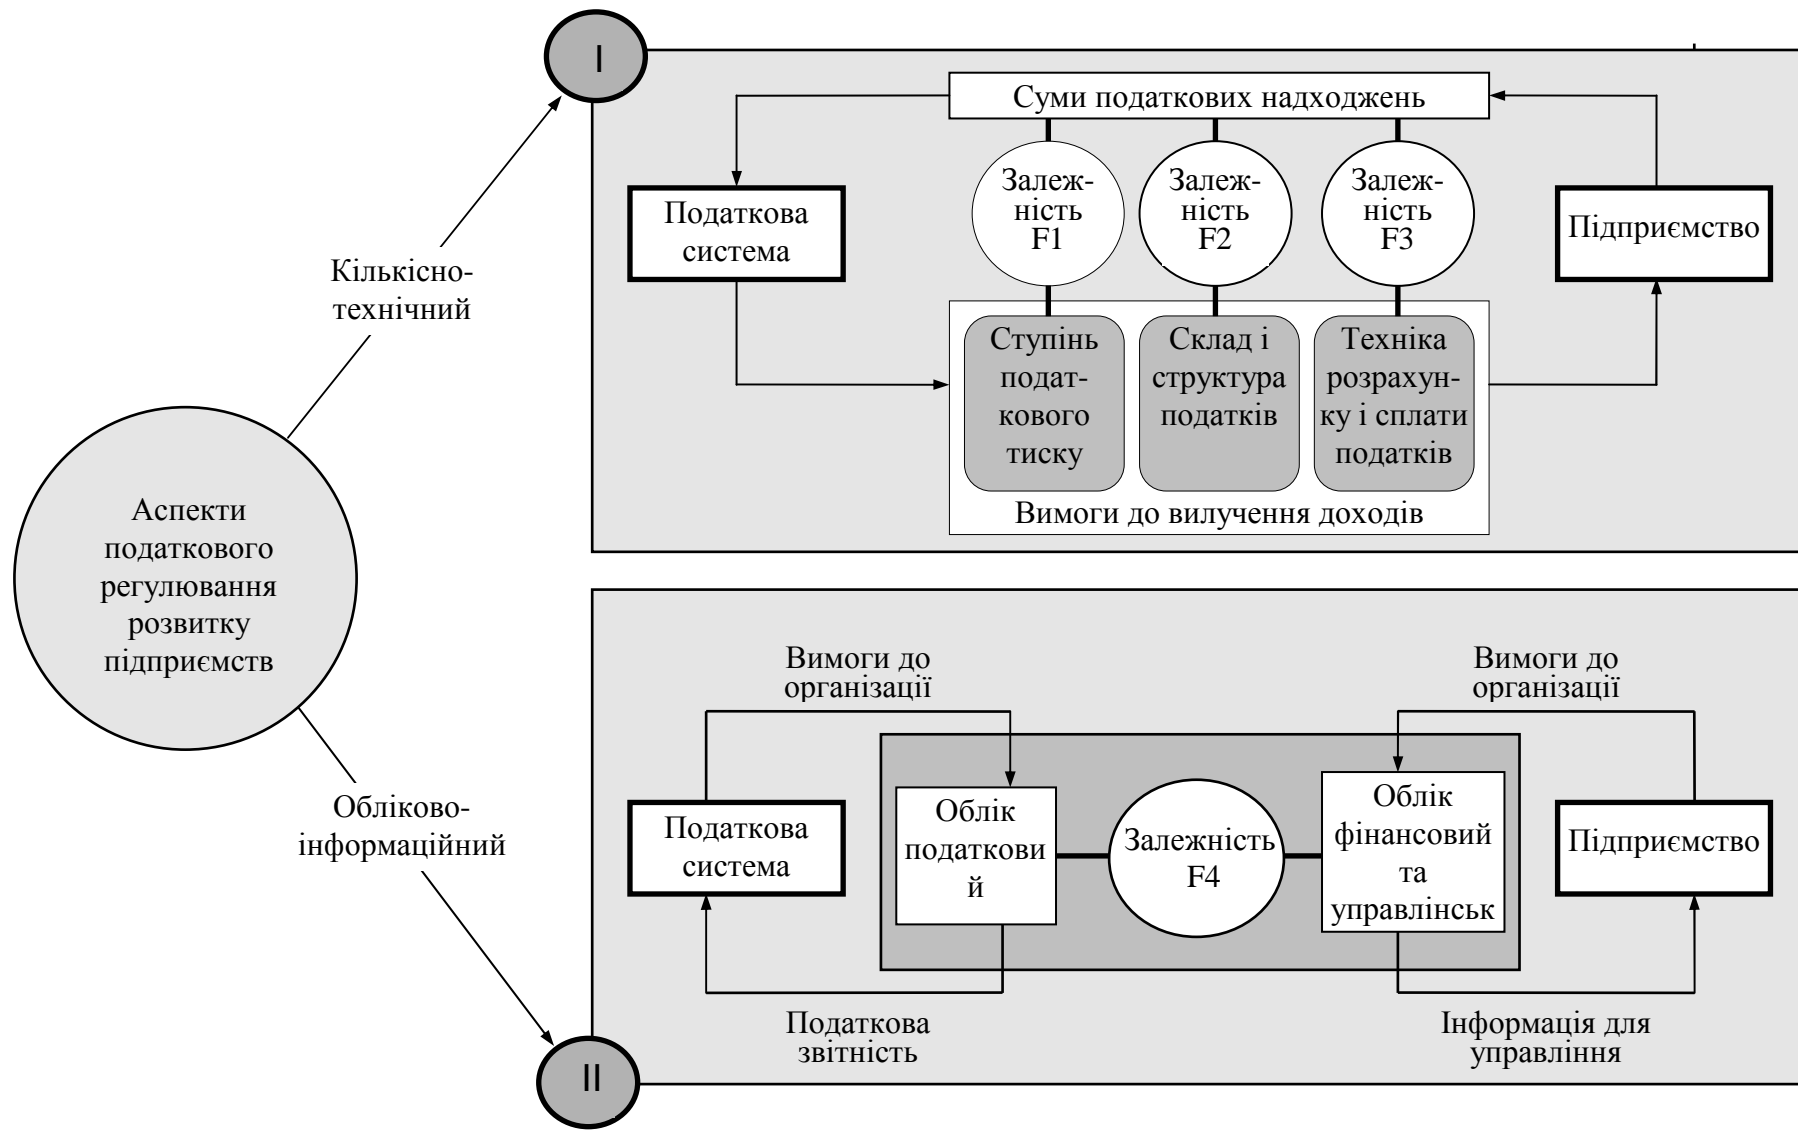 I
Суми податкових надходжень
Залеж-
ність
F1
Залеж-
ність
F2
Залеж-
ність
F3
Податкова
система
Підприємство
Кількісно-
технічний
Ступінь
подат-
кового
тиску
Склад і
структура
податків
Техніка
розрахун-
ку і сплати
податків
Вимоги до вилучення доходів
Аспекти
податкового
регулювання
розвитку
підприємств
Вимоги до
організації
Вимоги до
організації
Обліково-
інформаційний
Податкова
система
Облік
податкови
й
Залежність
F4
Облік
фінансовий
та
управлінськ
Підприємство
Податкова
звітність
Інформація для
управління
II